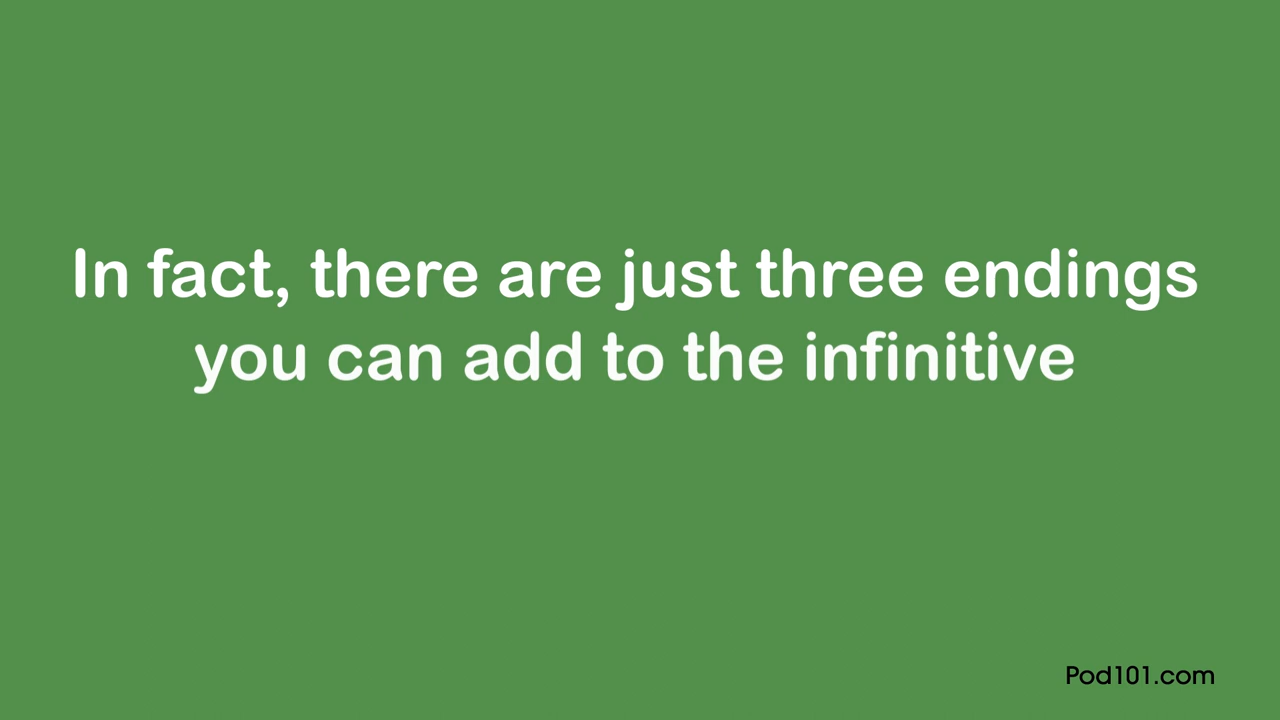 In fact, there are just three endings
you can add to the infinitive
Pod101.com